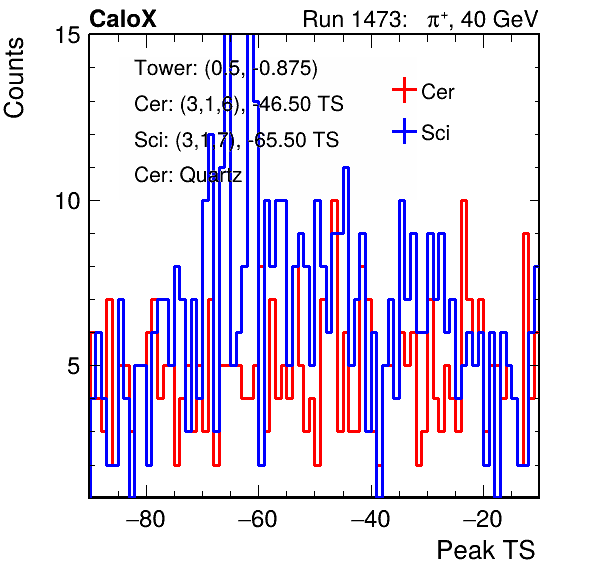 CaloX Run 1473: π+, 40 GeV
Counts
15
10
5
Tower: (0.5, -0.875)
Cer: (3,1,6), -46.50 TS
Sci: (3,1,7), -65.50 TS
Cer: Quartz
Cer
Sci
−80 −60 −40 −20
Peak TS